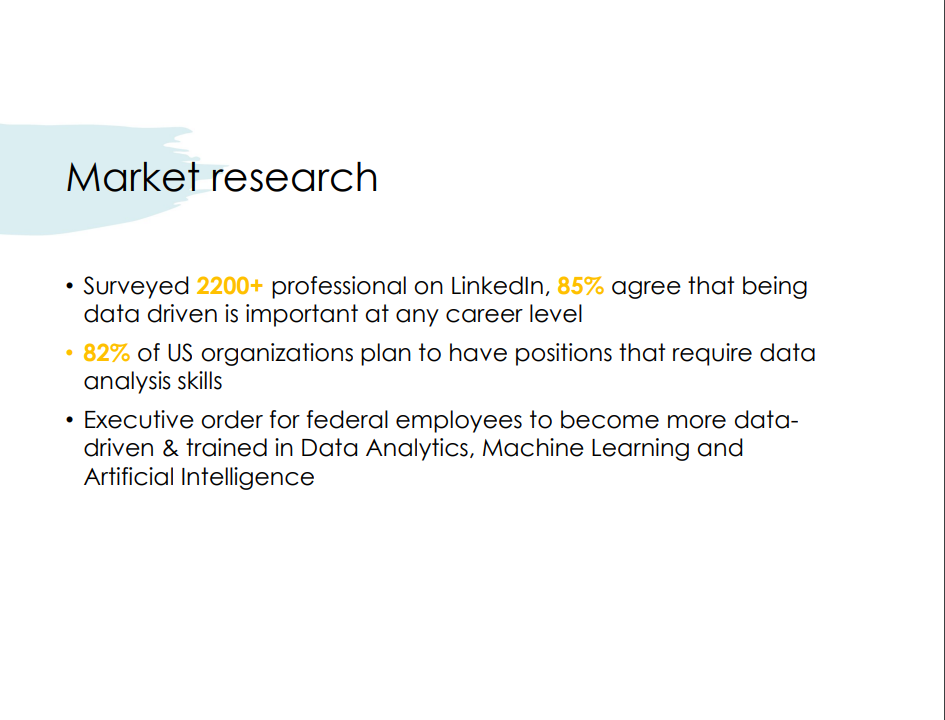 Market research
• Surveyed 2200+ professional on LinkedIn, 85% agree that being
data driven is important at any career level
• 82% of US organizations plan to have positions that require data
analysis skills
• Executive order for federal employees to become more data-
driven & trained in Data Analytics, Machine Learning and
Artificial Intelligence